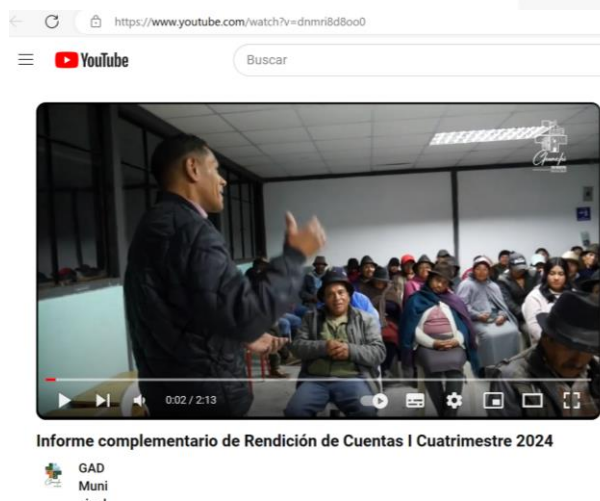 https://www.youtube.com/watch?v=dnmri8d8oo0
YouTube
Buscar
0:02 / 2:13
Informe complementario de Rendición de Cuentas I Cuatrimestre 2024
GAD
Muni